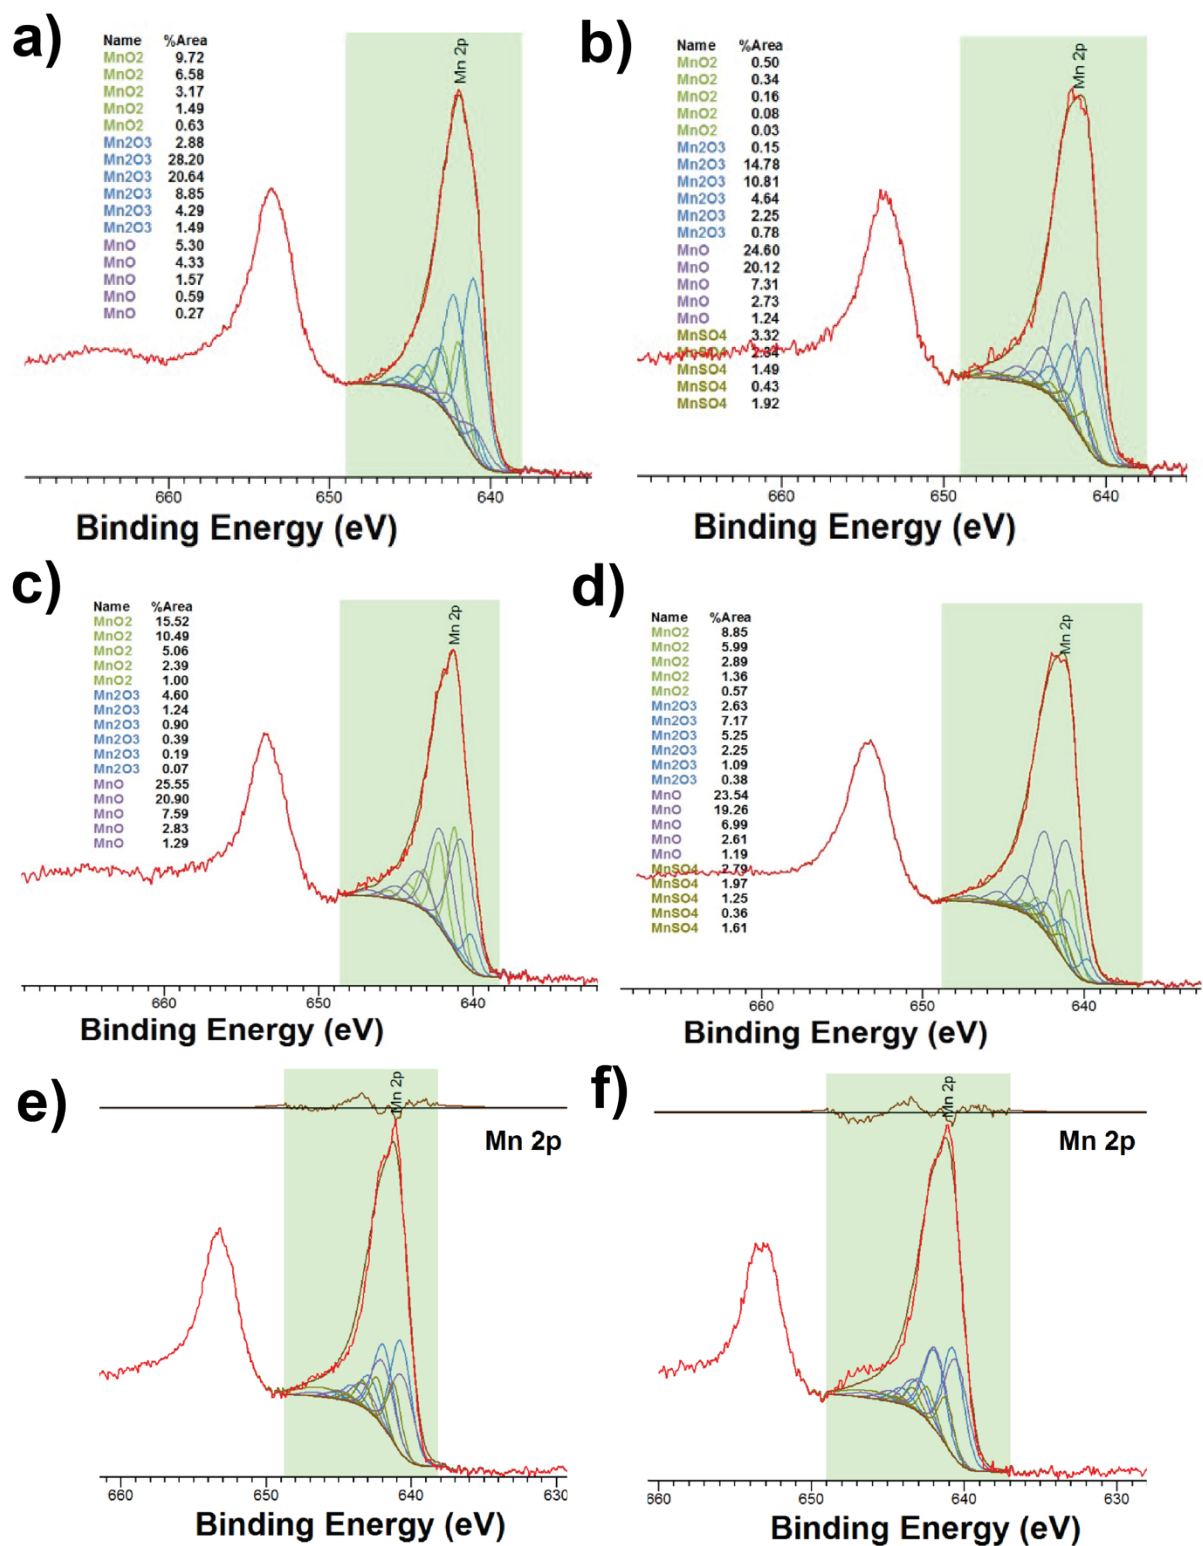 a)
Name %Area
MnO2 9.72
MnO2 6.58
MnO2 3.17
MnO2 1.49
MnO2 0.63
Mn2O3 2.88
Mn2O3 28.20
Mn2O3 20.64
Mn2O3 8.85
Mn2O3 4.29
Mn2O3 1.49
MnO 5.30
MnO 4.33
MnO 1.57
MnO 0.59
MnO 0.27
Mn 2p
660 650 640
Binding Energy (eV)
b)
Name %Area
MnO2 0.50
MnO2 0.34
MnO2 0.16
MnO2 0.08
MnO2 0.03
Mn2O3 0.15
Mn2O3 14.78
Mn2O3 10.81
Mn2O3 4.64
Mn2O3 2.25
Mn2O3 0.78
MnO 24.60
MnO 20.12
MnO 7.31
MnO 2.73
MnO 1.24
MnSO4 3.32
MnSO4 2.34
MnSO4 1.49
MnSO4 0.43
MnSO4 1.92
Mn 2p
660 650 640
Binding Energy (eV)
c)
Name %Area
MnO2 15.52
MnO2 10.49
MnO2 5.06
MnO2 2.39
MnO2 1.00
Mn2O3 4.60
Mn2O3 1.24
Mn2O3 0.90
Mn2O3 0.39
Mn2O3 0.19
Mn2O3 0.07
MnO 25.55
MnO 20.90
MnO 7.59
MnO 2.83
MnO 1.29
Mn 2p
660 650 640
Binding Energy (eV)
d)
Name %Area
MnO2 8.85
MnO2 5.99
MnO2 2.89
MnO2 1.36
MnO2 0.57
Mn2O3 2.63
Mn2O3 7.17
Mn2O3 5.25
Mn2O3 2.25
Mn2O3 1.09
Mn2O3 0.38
MnO 23.54
MnO 19.26
MnO 6.99
MnO 2.61
MnO 1.19
MnSO4 2.79
MnSO4 1.97
MnSO4 1.25
MnSO4 0.36
MnSO4 1.61
Mn 2p
660 650 640
Binding Energy (eV)
e)
Mn 2p
Mn 2p
660 650 640 630
Binding Energy (eV)
f)
Mn 2p
Mn 2p
660 650 640 630
Binding Energy (eV)